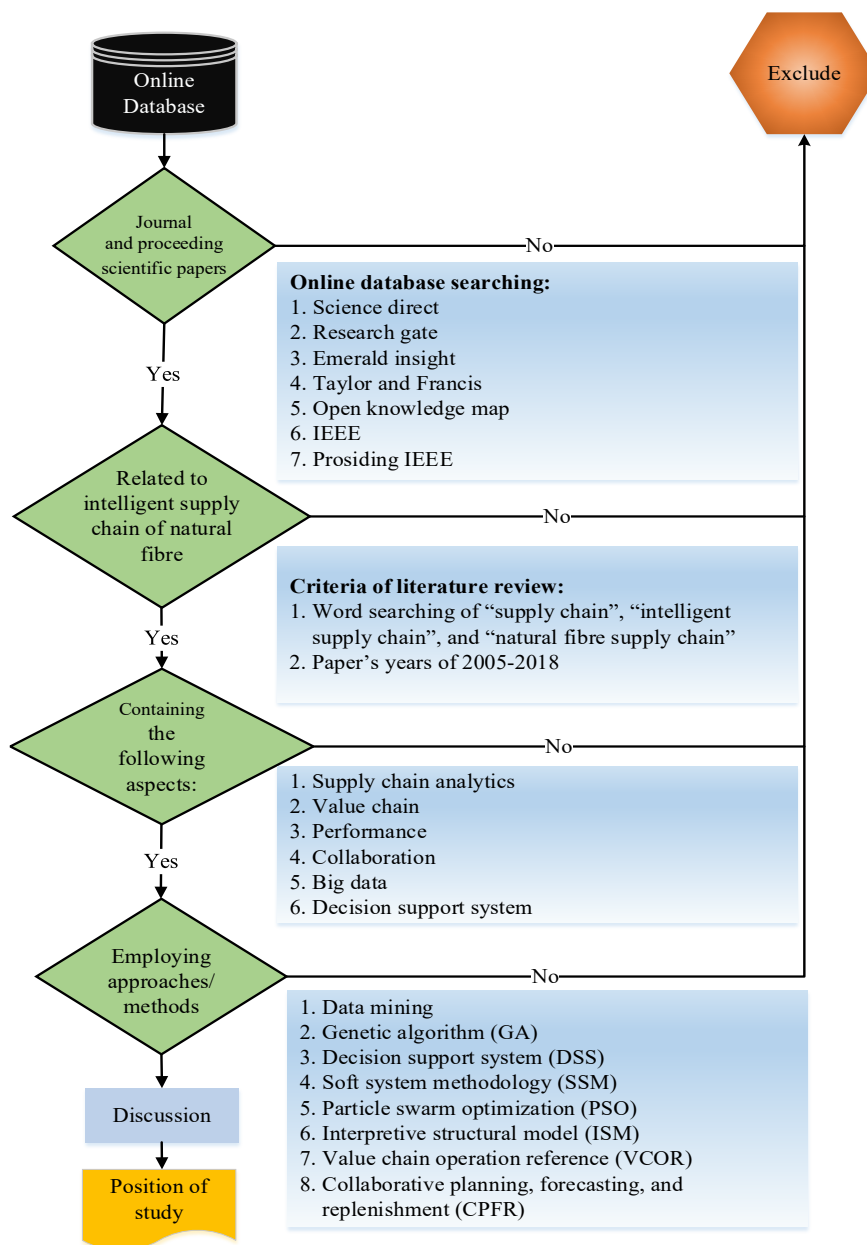 Online
Database
Exclude
Journal
and proceeding
scientific papers
No
Online database searching:
1. Science direct
2. Research gate
3. Emerald insight
4. Taylor and Francis
5. Open knowledge map
6. IEEE
7. Prosiding IEEE
Yes
Related to
intelligent supply
chain of natural
fibre
No
Criteria of literature review:
1. Word searching of “supply chain”, “intelligent
supply chain”, and “natural fibre supply chain”
2. Paper’s years of 2005-2018
Yes
Containing
the
following
aspects:
No
1. Supply chain analytics
2. Value chain
3. Performance
4. Collaboration
5. Big data
6. Decision support system
Yes
Employing
approaches/
methods
No
1. Data mining
2. Genetic algorithm (GA)
3. Decision support system (DSS)
4. Soft system methodology (SSM)
5. Particle swarm optimization (PSO)
6. Interpretive structural model (ISM)
7. Value chain operation reference (VCOR)
8. Collaborative planning, forecasting, and
replenishment (CPFR)
Discussion
Position of
study